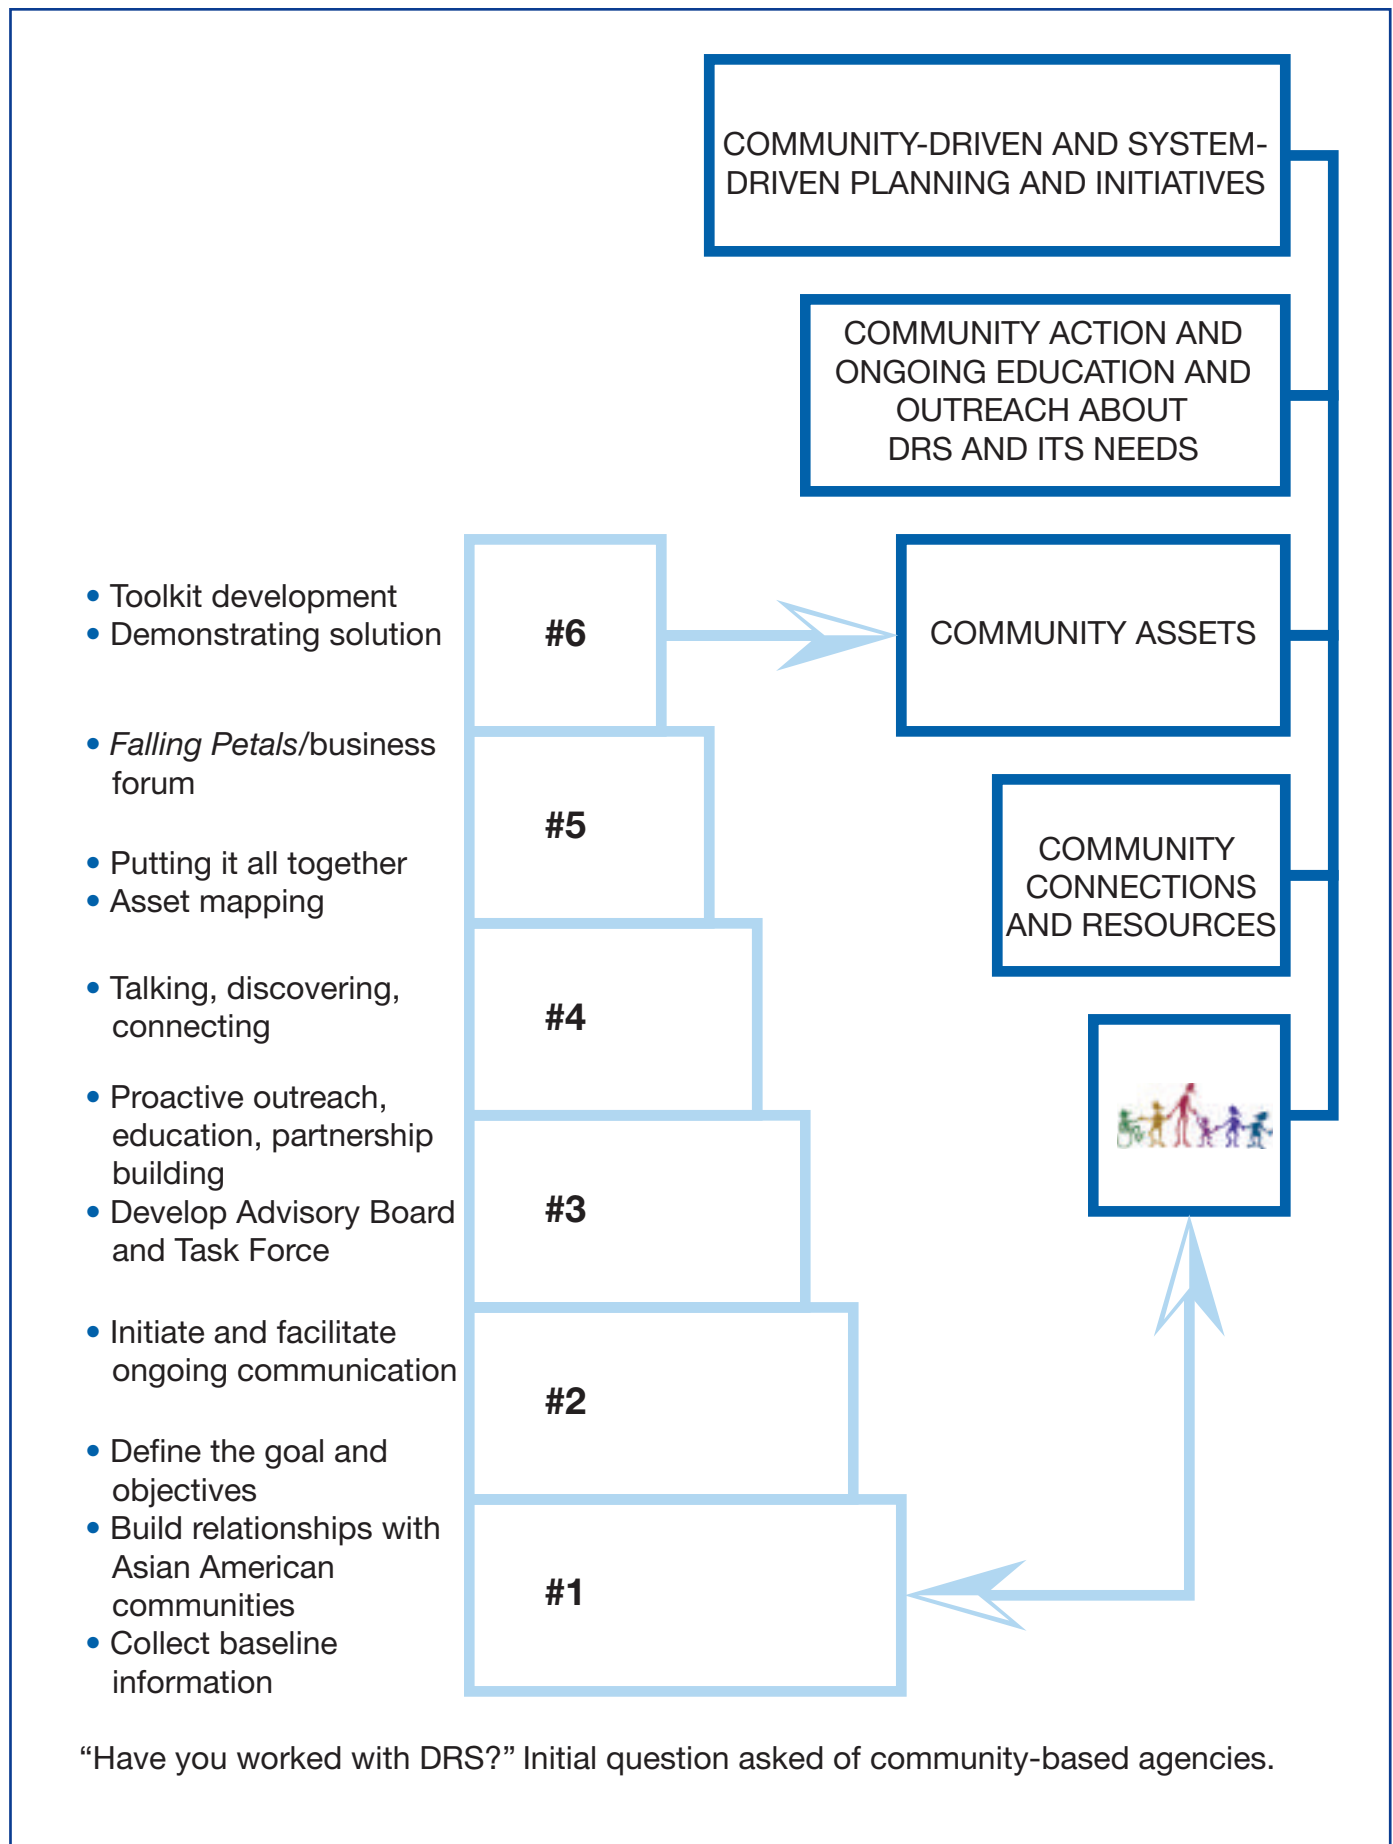 COMMUNITY-DRIVEN AND SYSTEM-
DRIVEN PLANNING AND INITIATIVES
COMMUNITY ACTION AND
ONGOING EDUCATION AND
OUTREACH ABOUT
DRS AND ITS NEEDS
• Toolkit development
• Demonstrating solution
#6
COMMUNITY ASSETS
• Falling Petals/business
forum
#5
• Putting it all together
• Asset mapping
COMMUNITY
CONNECTIONS
AND RESOURCES
• Talking, discovering,
connecting
#4
• Proactive outreach,
education, partnership
building
• Develop Advisory Board
and Task Force
#3
• Initiate and facilitate
ongoing communication
#2
• Define the goal and
objectives
• Build relationships with
Asian American
communities
• Collect baseline
information
#1
“Have you worked with DRS?” Initial question asked of community-based agencies.